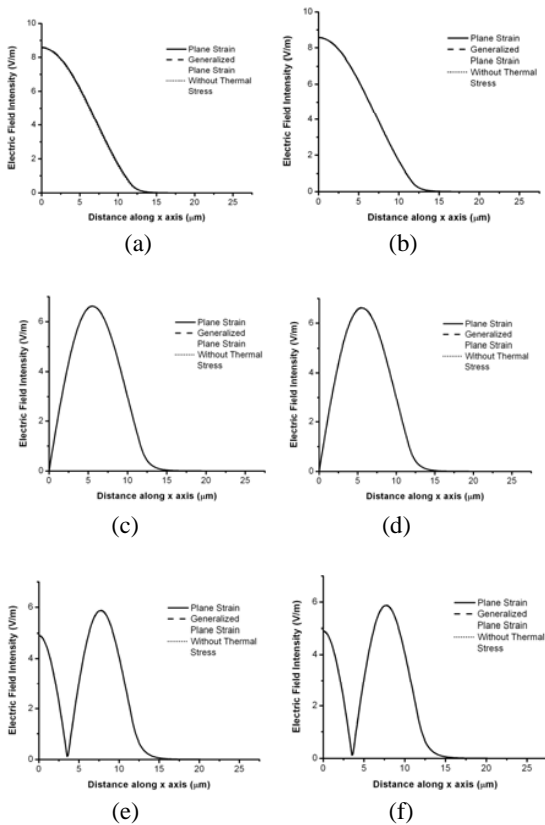 10
8
6
4
2
0
0 5 10 15 20 25
Electric Field Intensity (V/m)
Distance along x axis (μm)
Plane Strain
Generalized
Plane Strain
Without Thermal
Stress
(a)
10
8
6
4
2
0
0 5 10 15 20 25
Electric Field Intensity (V/m)
Distance along x axis (μm)
Plane Strain
Generalized
Plane Strain
Without Thermal
Stress
(b)
6
4
2
0
0 5 10 15 20 25
Electric Field Intensity (V/m)
Distance along x axis (μm)
Plane Strain
Generalized
Plane Strain
Without Thermal
Stress
(c)
6
4
2
0
0 5 10 15 20 25
Electric Field Intensity (V/m)
Distance along x axis (μm)
Plane Strain
Generalized
Plane Strain
Without Thermal
Stress
(d)
6
4
2
0
0 5 10 15 20 25
Electric Field Intensity (V/m)
Distance along x axis (μm)
Plane Strain
Generalized
Plane Strain
Without Thermal
Stress
(e)
6
4
2
0
0 5 10 15 20 25
Electric Field Intensity (V/m)
Distance along x axis (μm)
Plane Strain
Generalized
Plane Strain
Without Thermal
Stress
(f)